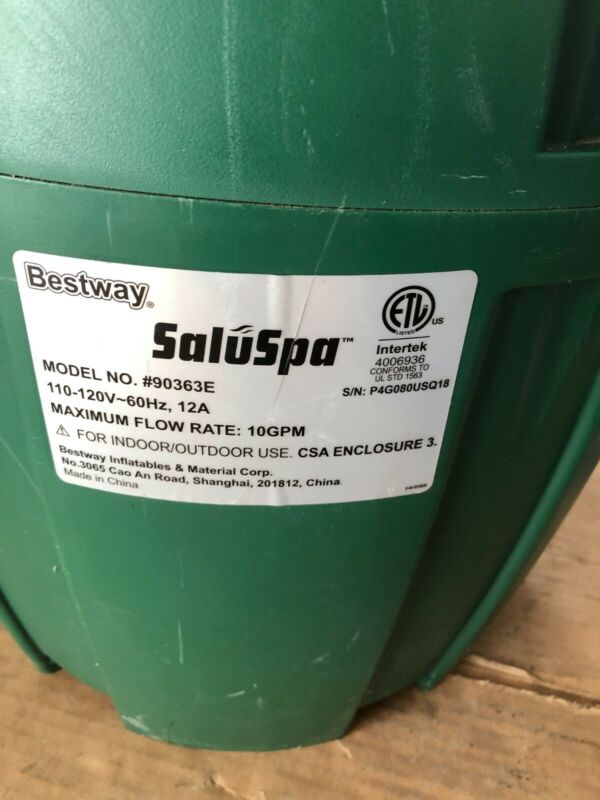 Bestway®
SalūSpa™
ETL
LISTED
US
Intertek
4006936
CONFORMS TO
UL STD 1563
S/N: P4G080USQ18
MODEL NO. #90363E
110-120V~60Hz, 12A
MAXIMUM FLOW RATE: 10GPM
⚠ FOR INDOOR/OUTDOOR USE. CSA ENCLOSURE 3.
Bestway Inflatables & Material Corp.
No.3065 Cao An Road, Shanghai, 201812, China.
Made in China